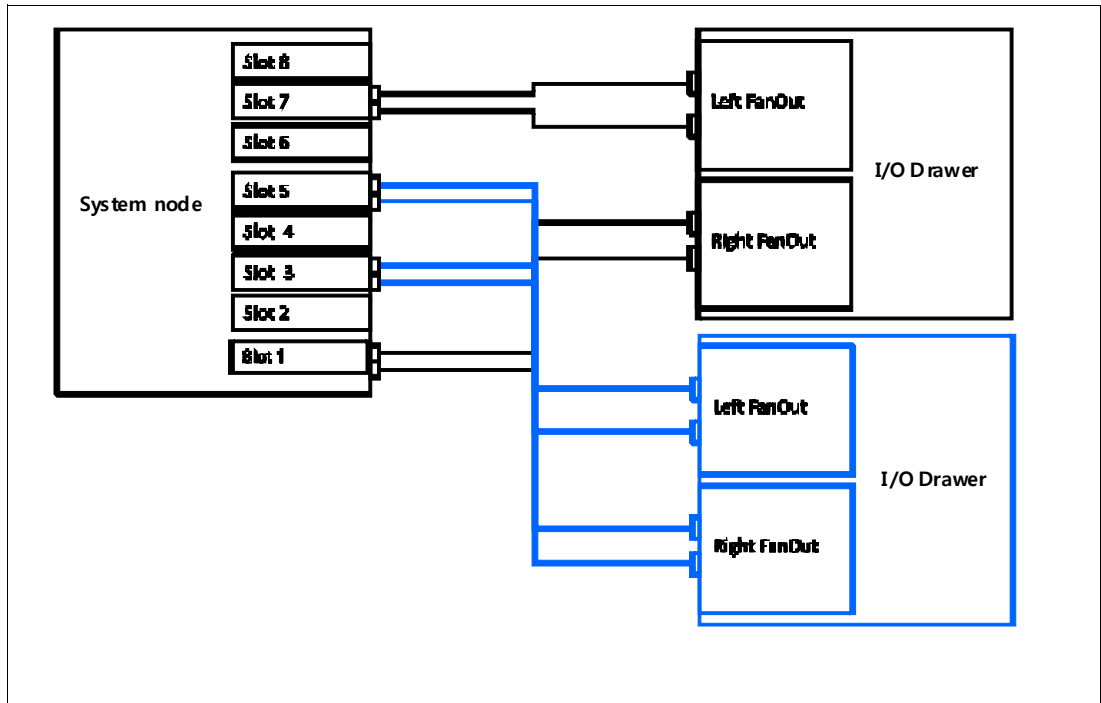 Slot 8
Slot 7
Slot 6
Slot 5
Slot 4
Slot 3
Slot 2
Slot 1
System node
Left FanOut
Right FanOut
I/O Drawer
Left FanOut
Right FanOut
I/O Drawer